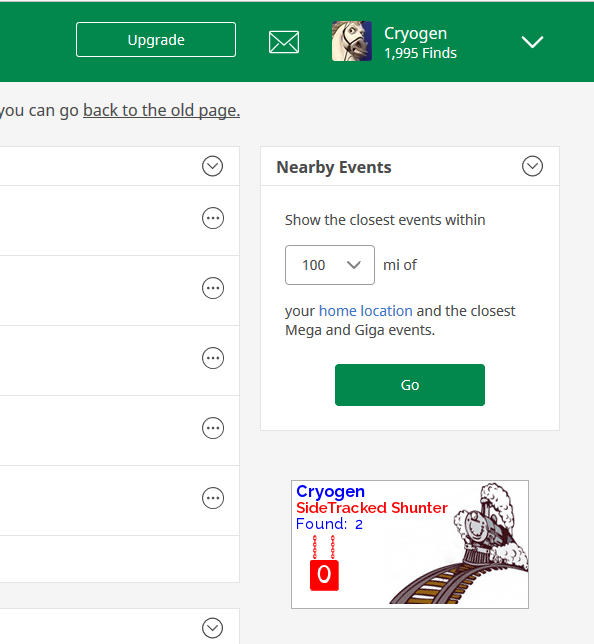 Upgrade
Cryogen
1,995 Finds
you can go back to the old page.
Nearby Events
Show the closest events within
100 mi of
your home location and the closest
Mega and Giga events.
Go
Cryogen
SideTracked Shunter
Found: 2
0